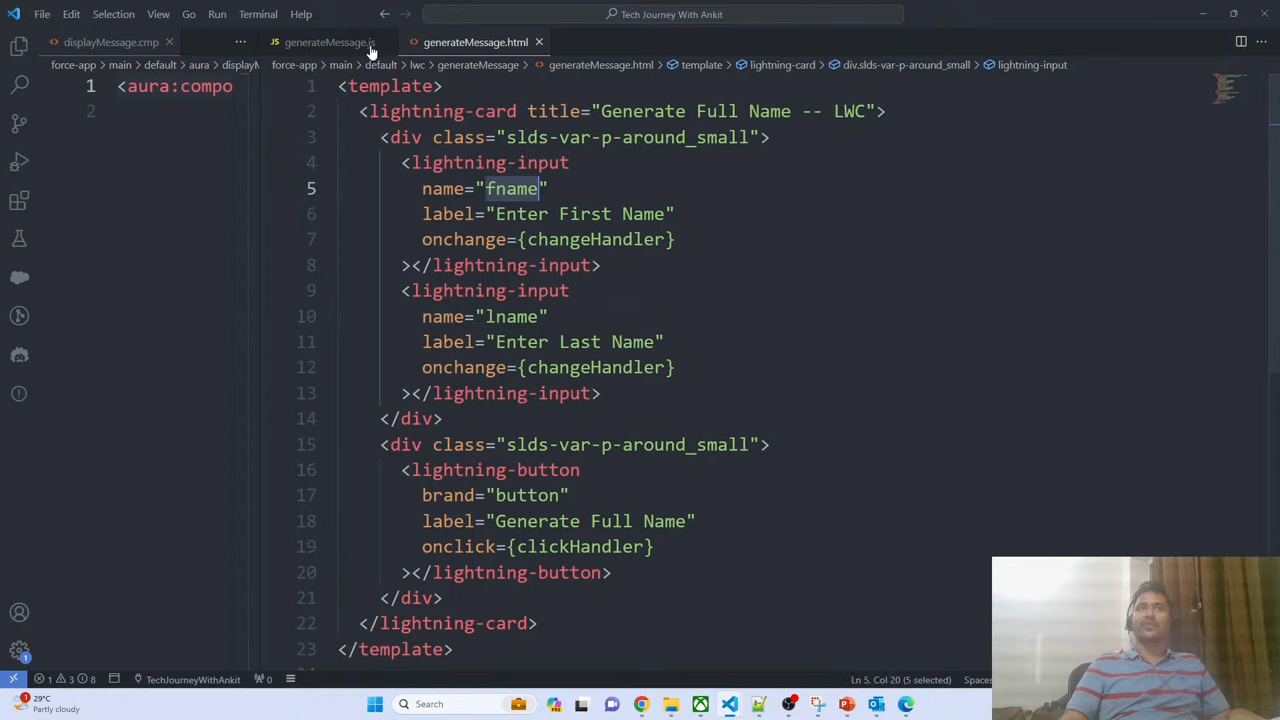 File Edit Selection View Go Run Terminal Help
Tech Journey With Ankit
displayMessage.cmp
generateMessage.js
generateMessage.html
force-app > main > default > aura > displayM
force-app > main > default > lwc > generateMessage > generateMessage.html > template > lightning-card > div.slds-var-p-around_small > lightning-input
1 <aura:compo
2
1 <template>
2 <lightning-card title="Generate Full Name -- LWC">
3 <div class="slds-var-p-around_small">
4 <lightning-input
5 name="fname"
6 label="Enter First Name"
7 onchange={changeHandler}
8 ></lightning-input>
9 <lightning-input
10 name="lname"
11 label="Enter Last Name"
12 onchange={changeHandler}
13 ></lightning-input>
14 </div>
15 <div class="slds-var-p-around_small">
16 <lightning-button
17 brand="button"
18 label="Generate Full Name"
19 onclick={clickHandler}
20 ></lightning-button>
21 </div>
22 </lightning-card>
23 </template>
1 3 8 TechJourneyWithAnkit 0 Ln 5, Col 20 (5 selected) Spaces
1
29°C
Partly cloudy
Search